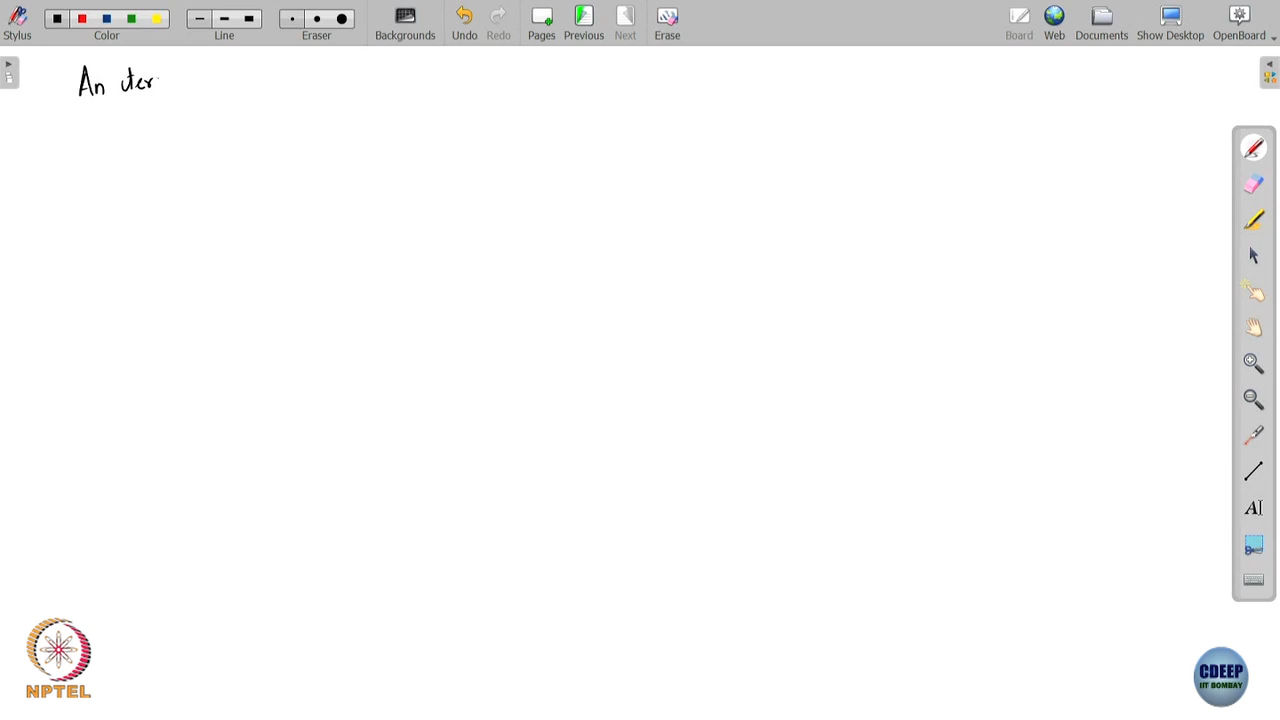 Stylus Color Line Eraser Backgrounds Undo Redo Pages Previous Next Erase Board Web Documents Show Desktop OpenBoard
An iter
NPTEL
CDEEP
IIT BOMBAY